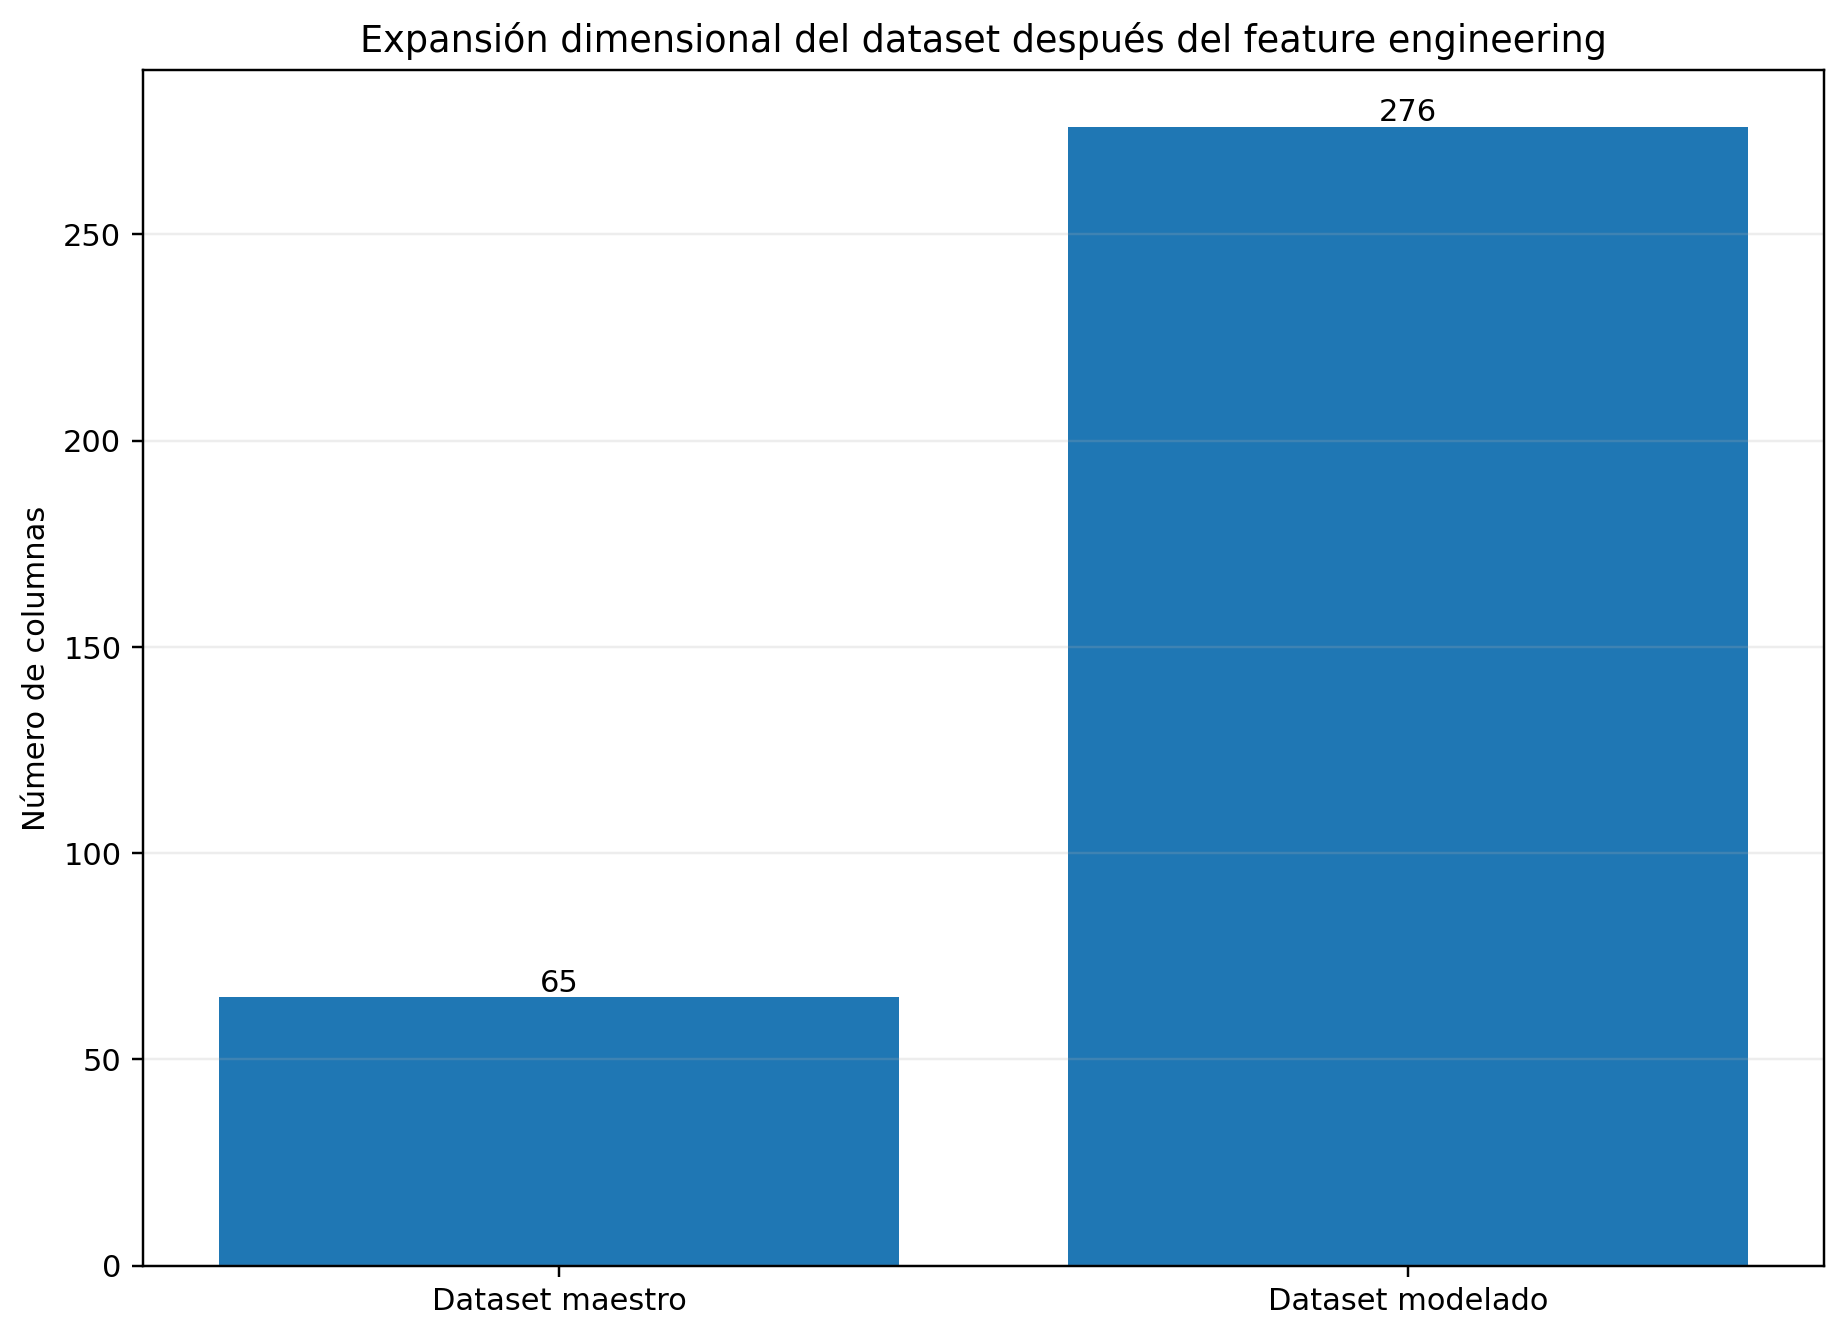 Expansión dimensional del dataset después del feature engineering
Número de columnas
250
200
150
100
50
0
65
276
Dataset maestro
Dataset modelado